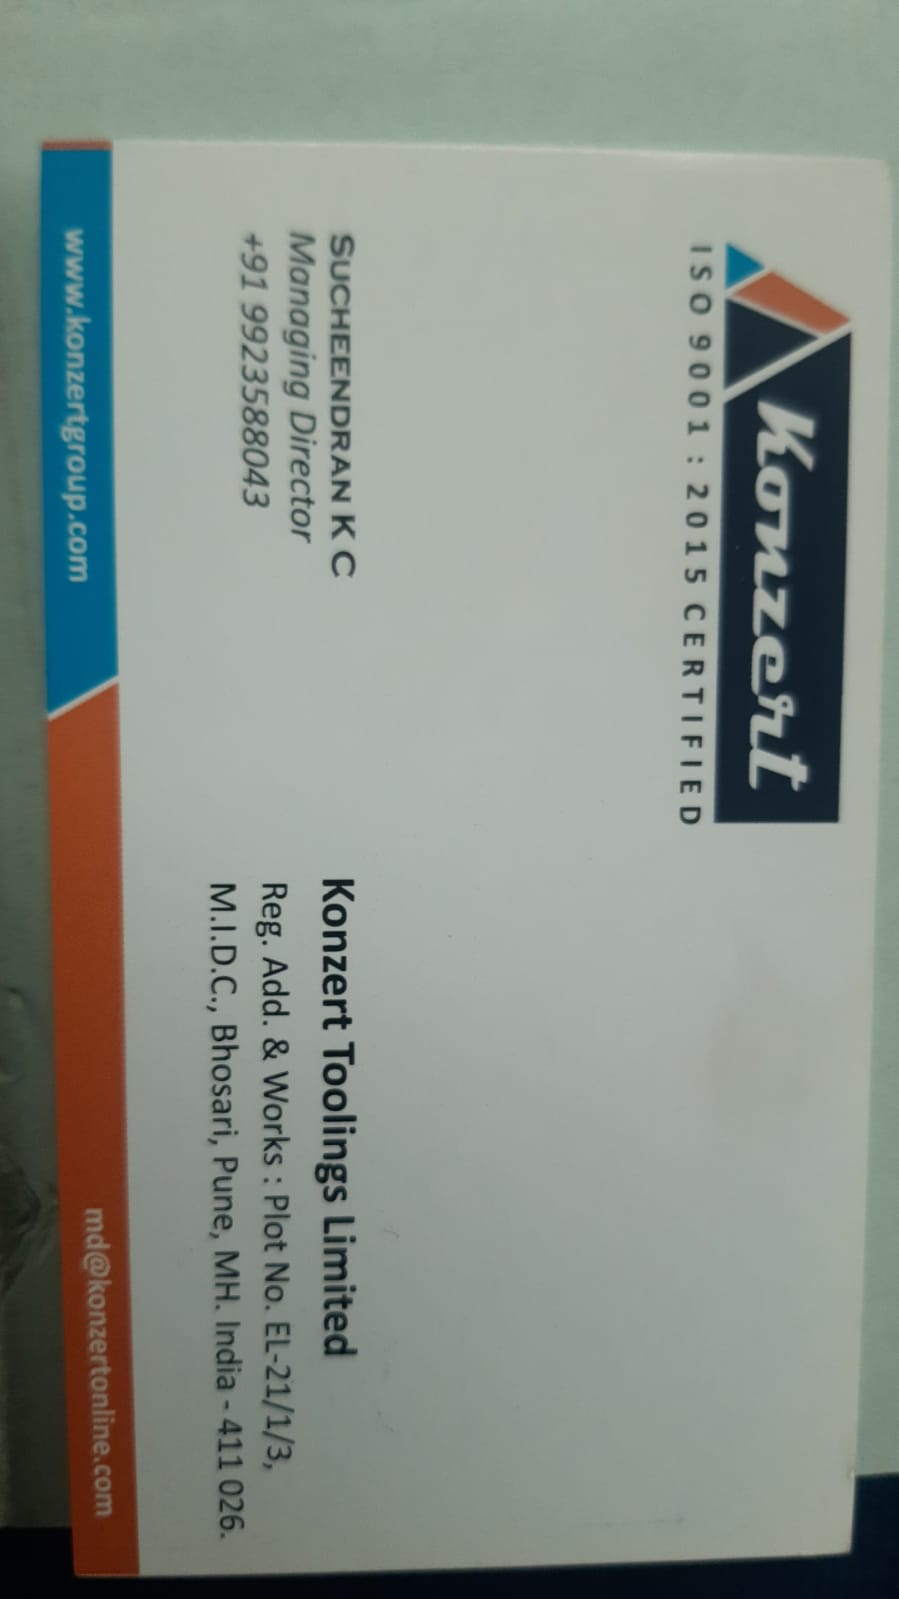 Konzert
ISO 9001 : 2015 CERTIFIED
SUCHEENDRAN K C
Managing Director
+91 9923588043
Konzert Toolings Limited
Reg. Add. & Works : Plot No. EL-21/1/3,
M.I.D.C., Bhosari, Pune, MH. India - 411 026.
www.konzertgroup.com
md@konzertonline.com